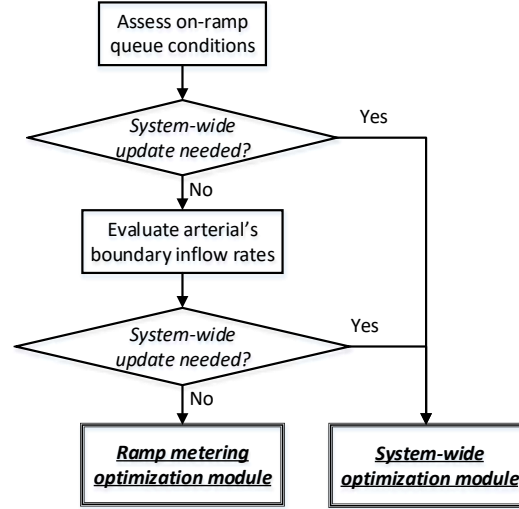 Assess on-ramp
queue conditions
System-wide
update needed?
Yes
No
Evaluate arterial's
boundary inflow rates
System-wide
update needed?
Yes
No
Ramp metering
optimization module
System-wide
optimization module